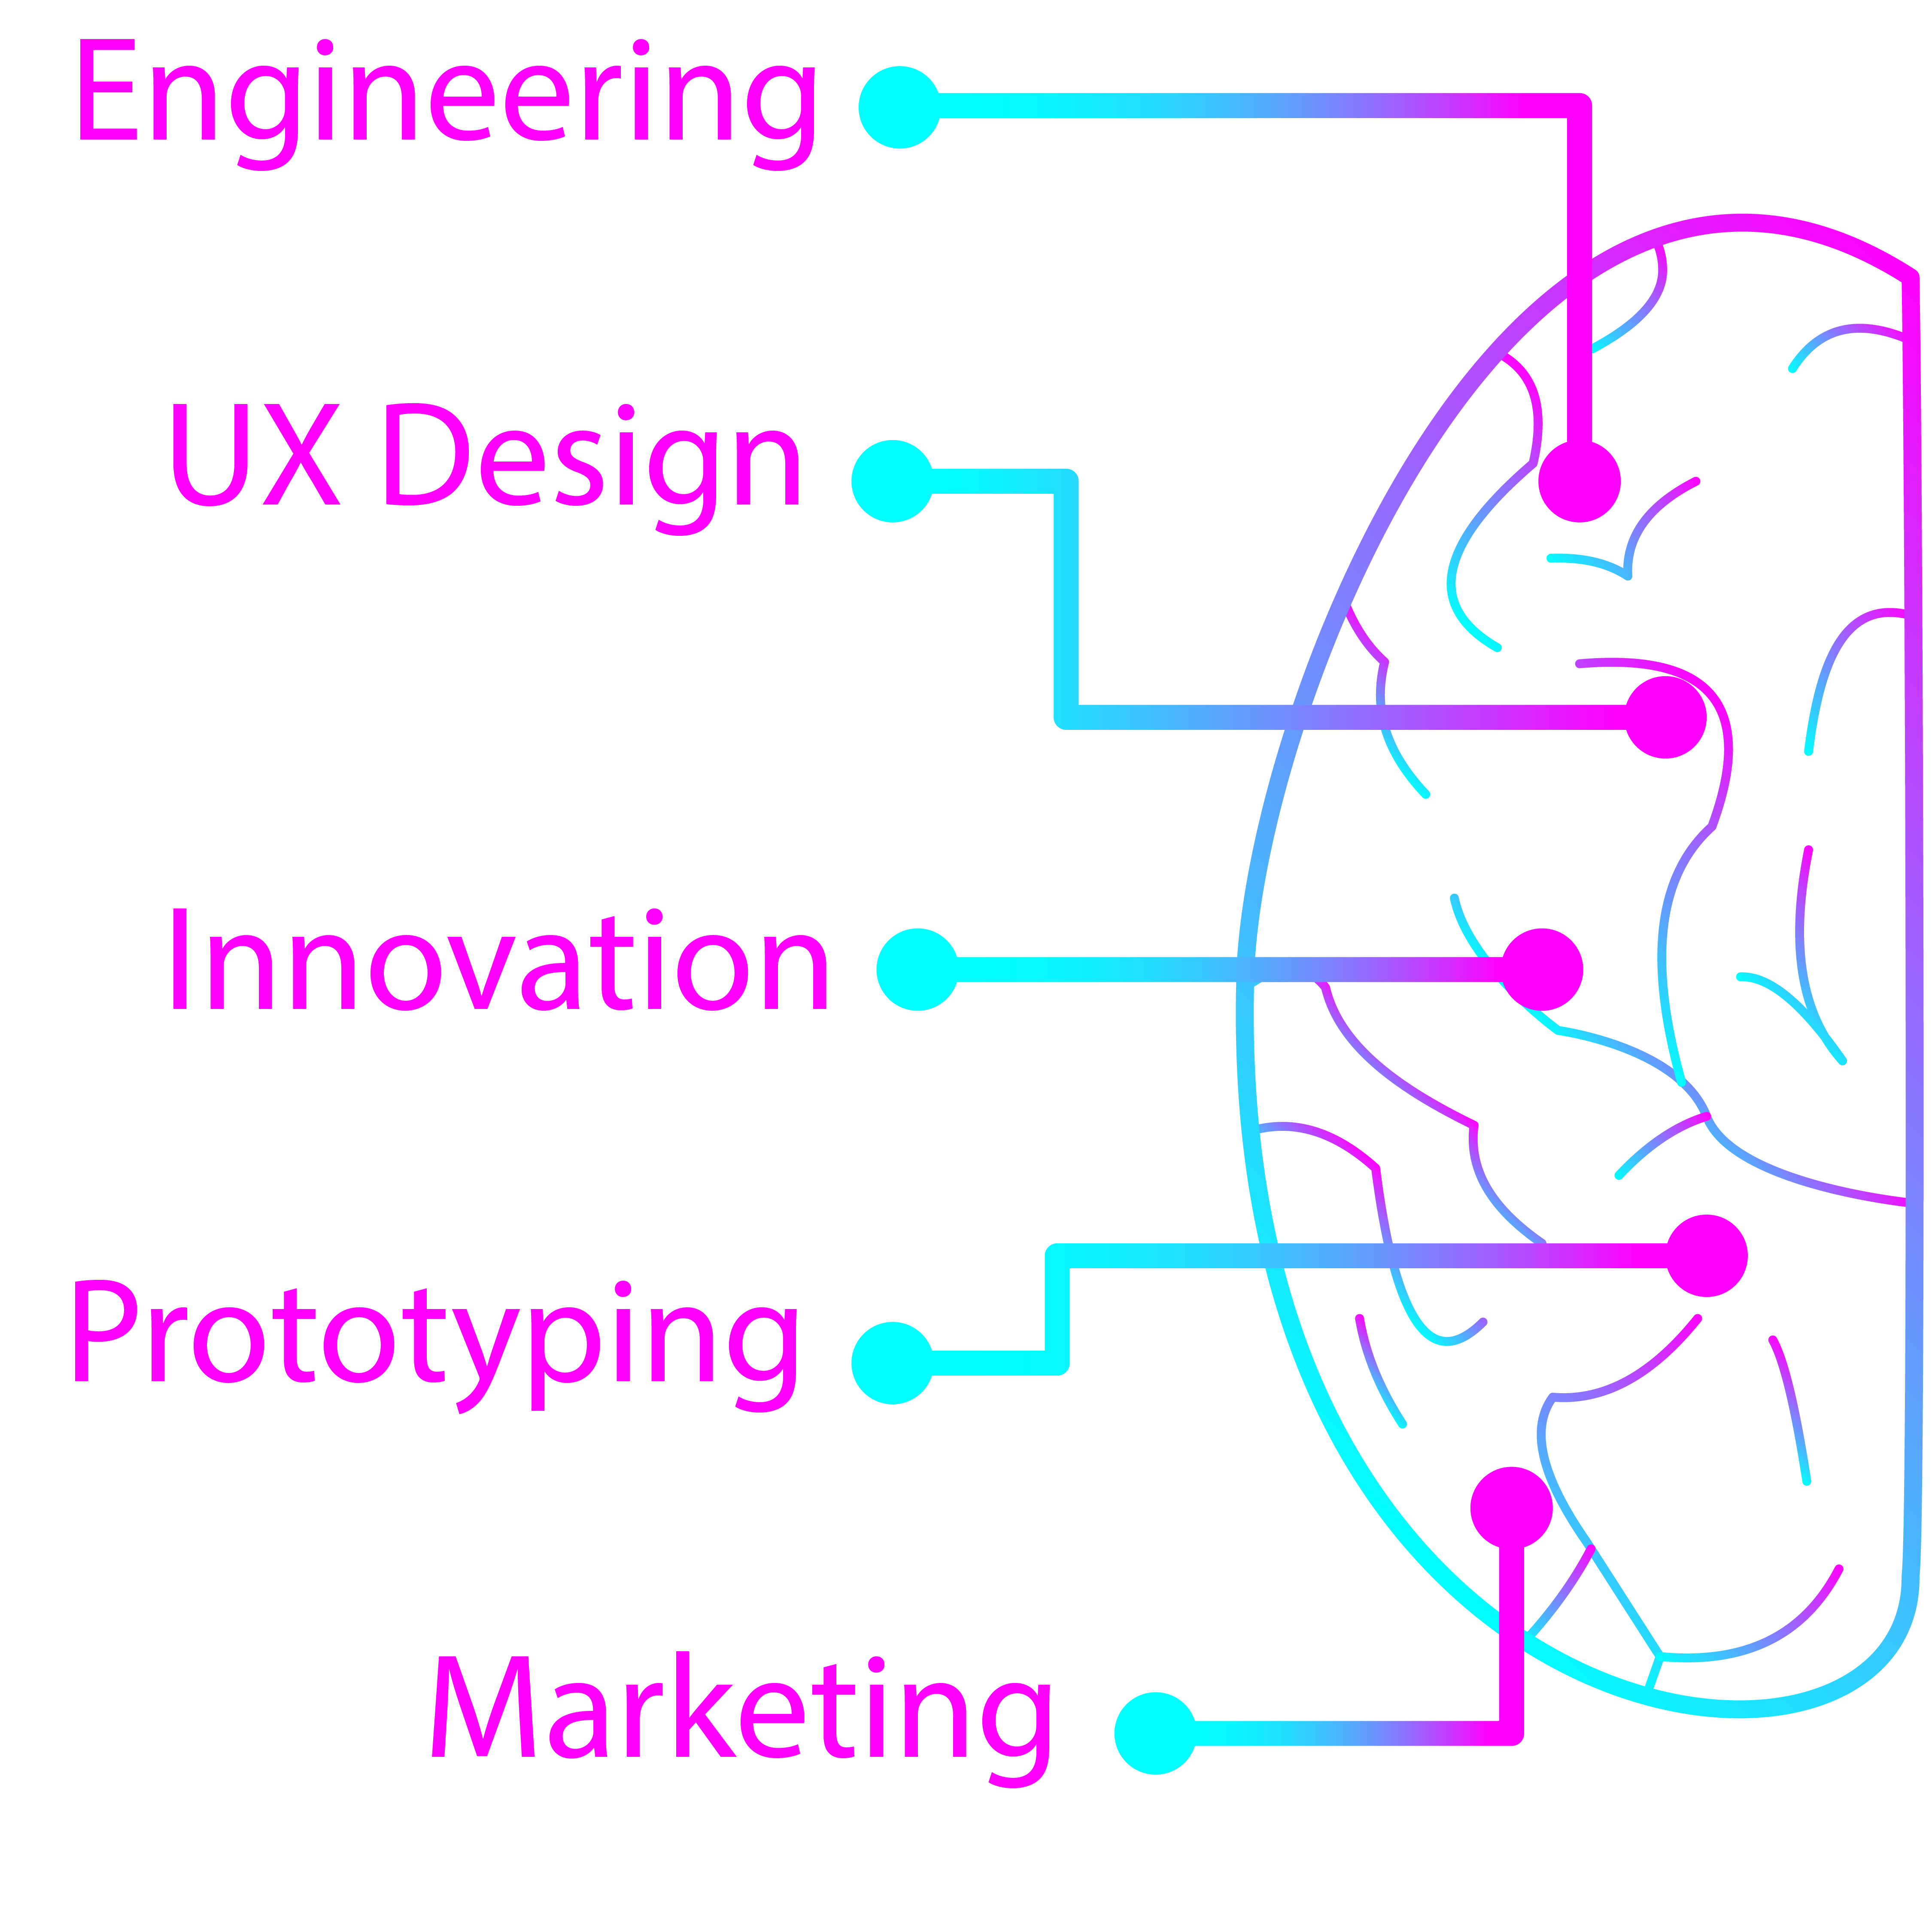 Engineering
UX Design
Innovation
Prototyping
Marketing